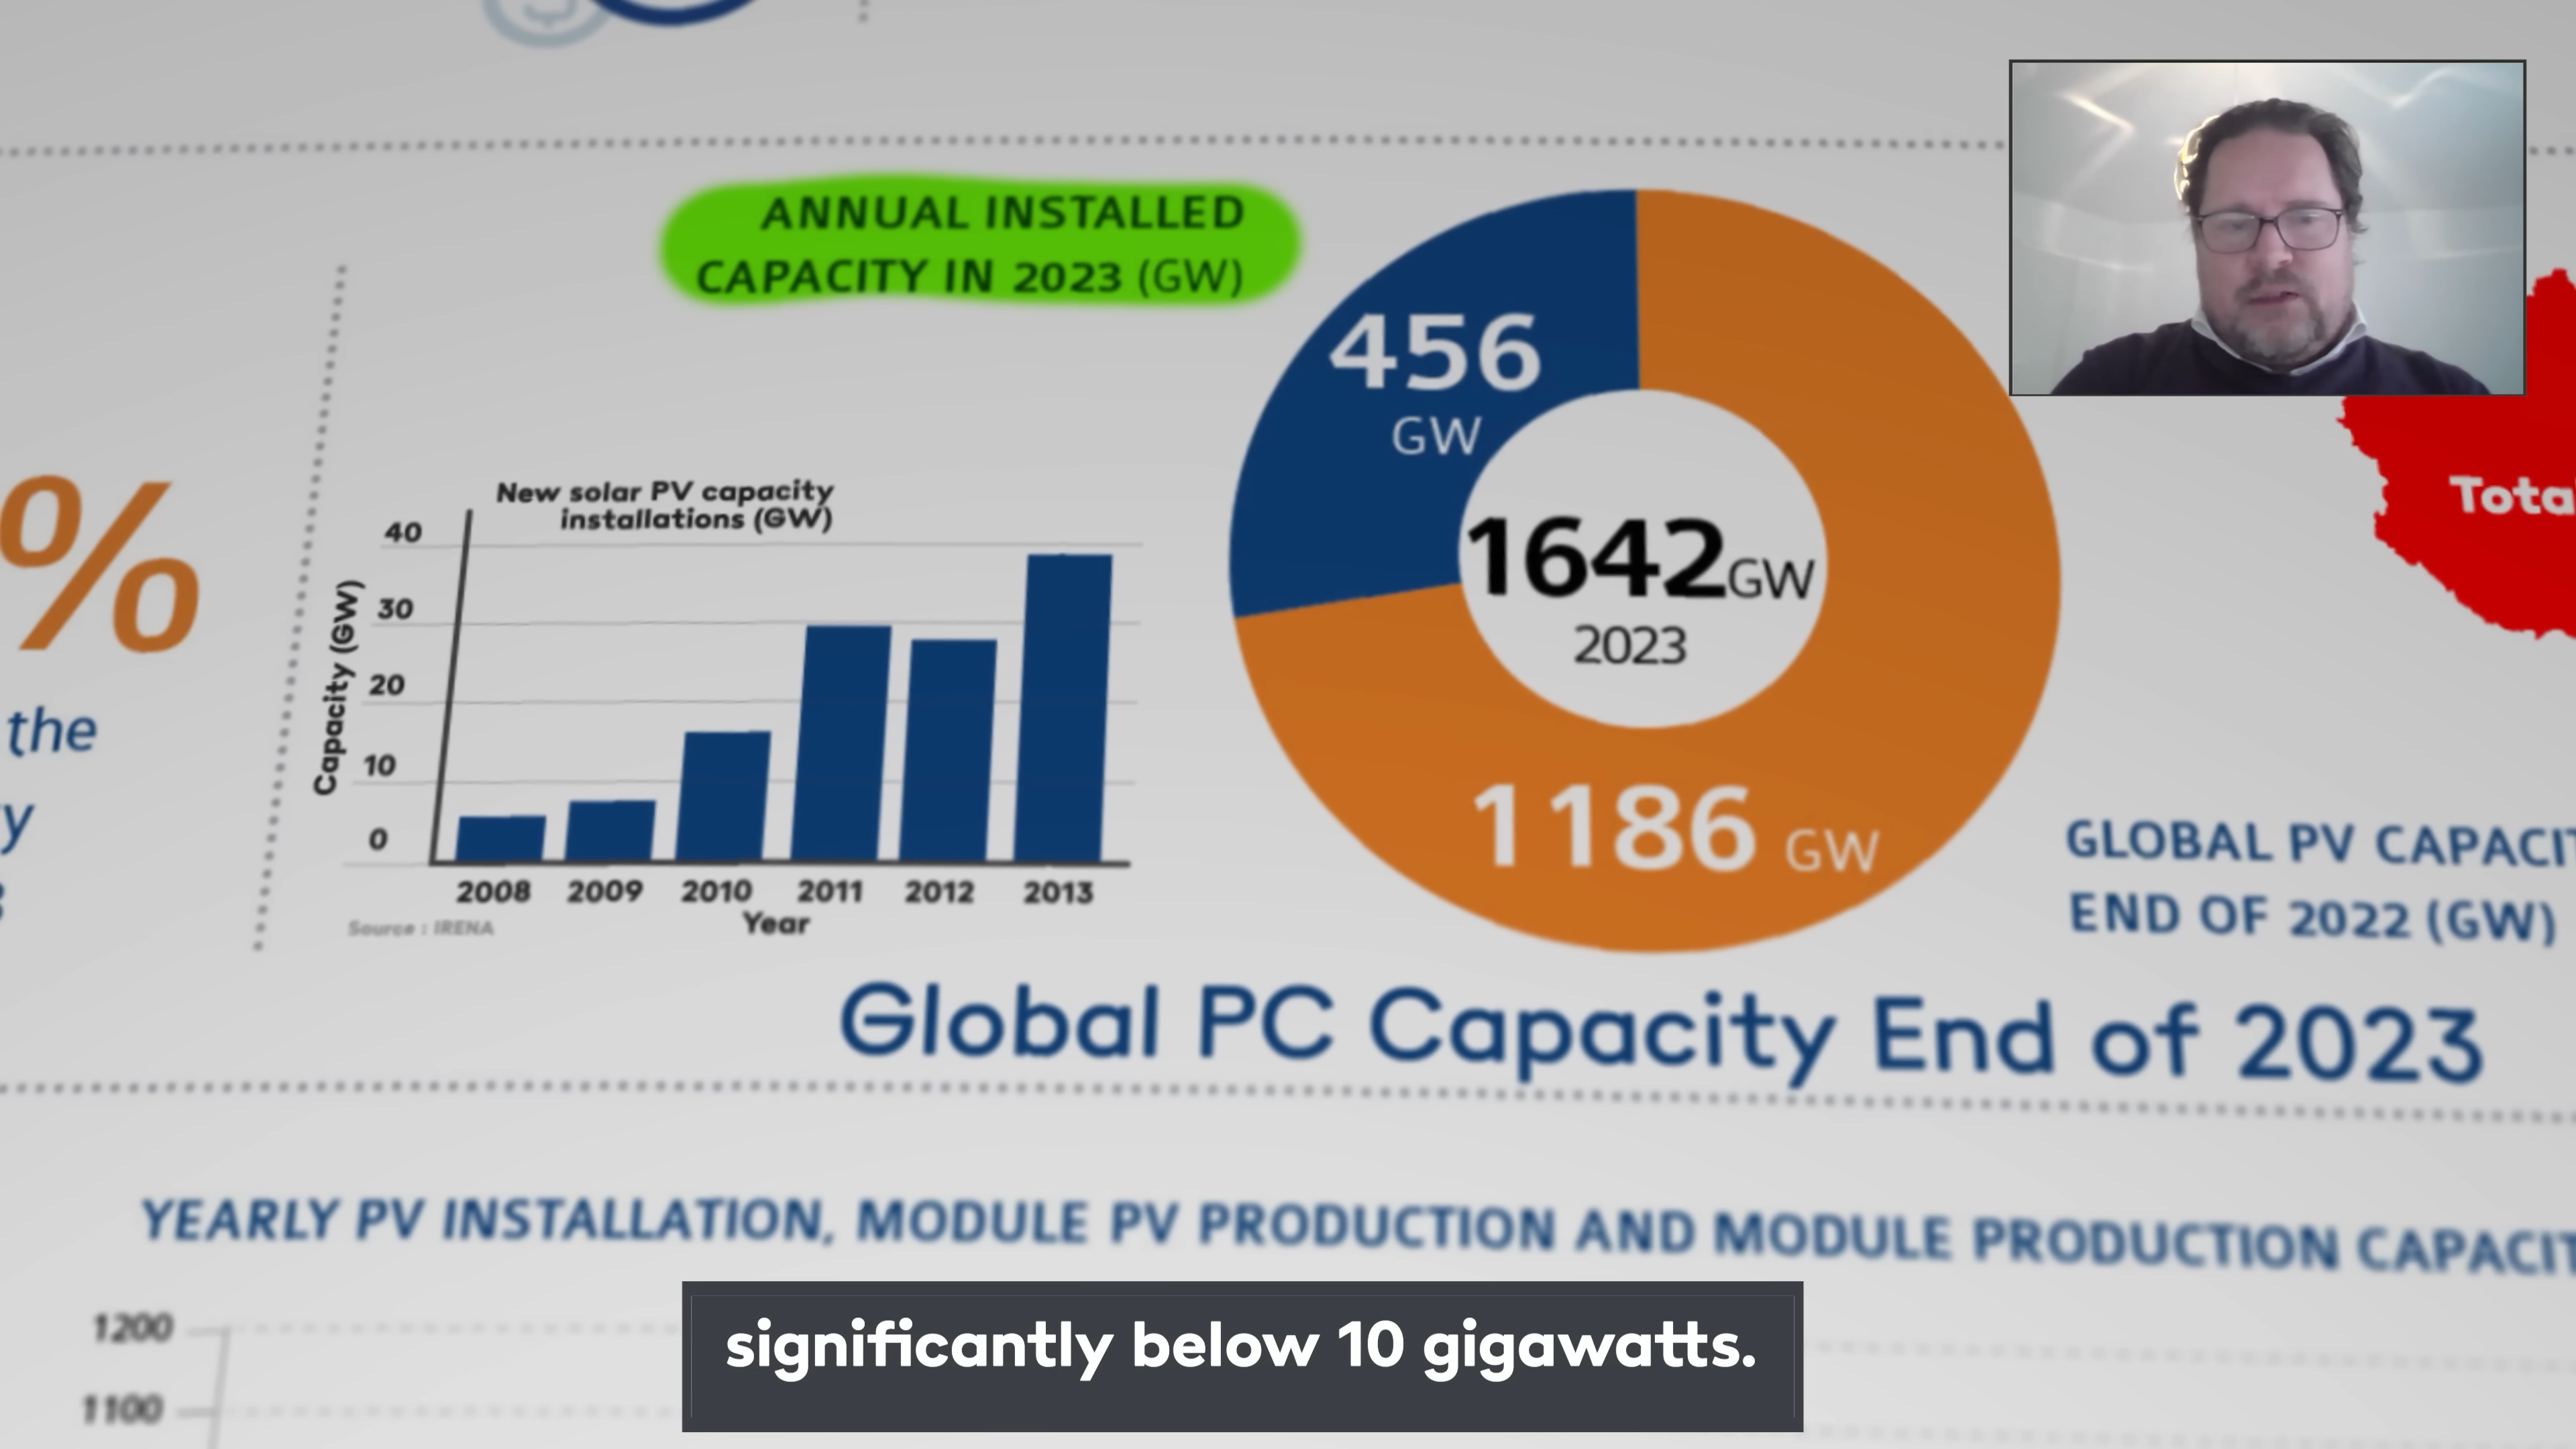 ANNUAL INSTALLED
CAPACITY IN 2023 (GW)
456
GW
1642GW
2023
1186 GW
%
the
New solar PV capacity
installations (GW)
Capacity (GW)
40
30
20
10
0
2008 2009 2010 2011 2012 2013
Year
Source : IRENA
GLOBAL PV
END OF 2022 (GW)
Global PC Capacity End of 2023
YEARLY PV INSTALLATION, MODULE PV PRODUCTION AND MODULE PRODUCTION
1200
1100
significantly below 10 gigawatts.